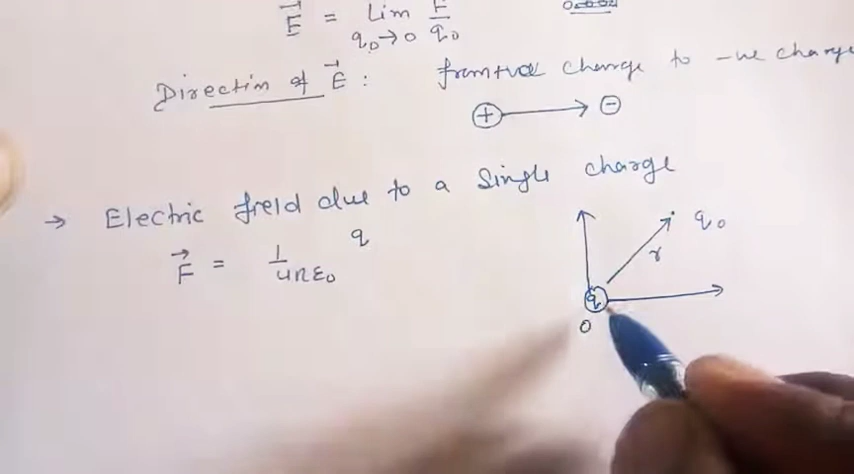 E⃗ = Lim F/q₀
q₀→0
Direction of E⃗ : from +ve charge to -ve charge
+ → −
→ Electric field due to a single charge
F⃗ = 1/4πε₀ q
q₀
r
q
0